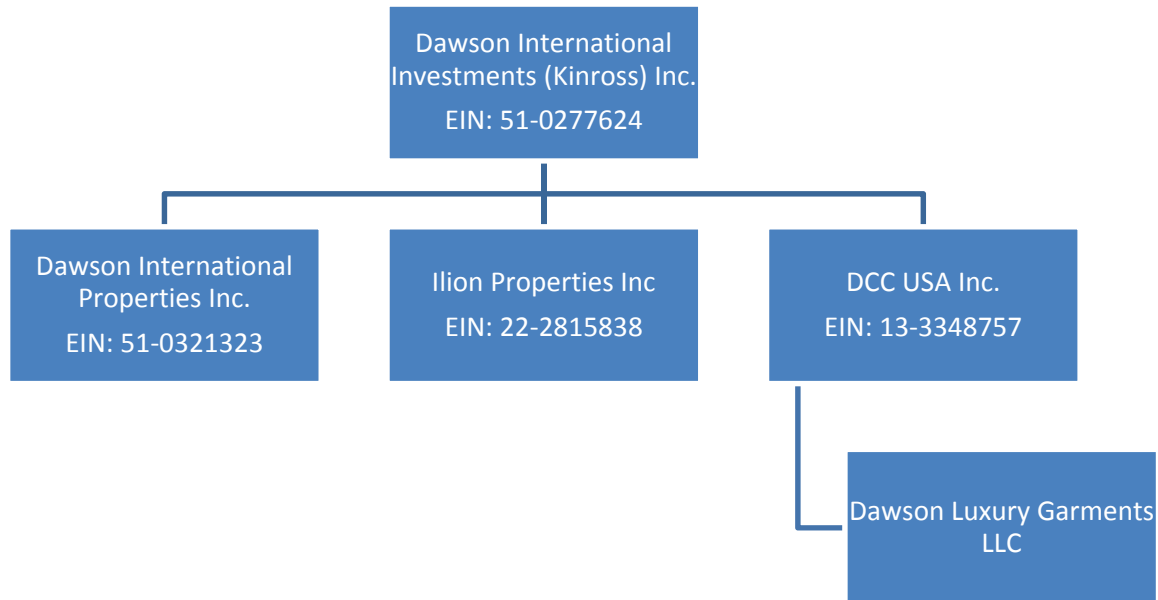 Dawson International
Investments (Kinross) Inc.
EIN: 51-0277624
Dawson International
Properties Inc.
EIN: 51-0321323
Ilion Properties Inc
EIN: 22-2815838
DCC USA Inc.
EIN: 13-3348757
Dawson Luxury Garments
LLC